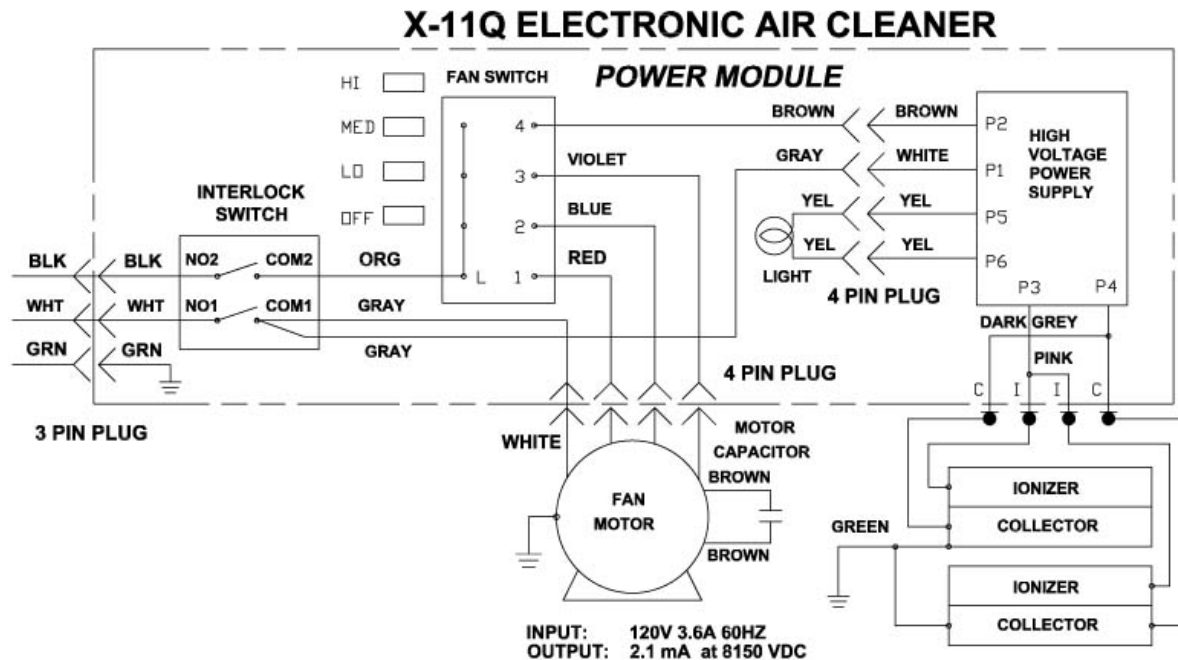 X-11Q ELECTRONIC AIR CLEANER
POWER MODULE
HI
MED
LO
OFF
FAN SWITCH
4
3
2
L 1
BROWN
BROWN
VIOLET
GRAY
WHITE
BLUE
YEL
YEL
RED
YEL
YEL
LIGHT
4 PIN PLUG
P2
P1
P5
P6
P3
P4
HIGH
VOLTAGE
POWER
SUPPLY
INTERLOCK
SWITCH
BLK
BLK
NO2
COM2
ORG
WHT
WHT
NO1
COM1
GRAY
GRN
GRN
GRAY
3 PIN PLUG
4 PIN PLUG
DARK GREY
PINK
C I I C
WHITE
MOTOR
CAPACITOR
BROWN
BROWN
FAN
MOTOR
GREEN
IONIZER
COLLECTOR
IONIZER
COLLECTOR
INPUT: 120V 3.6A 60HZ
OUTPUT: 2.1 mA at 8150 VDC